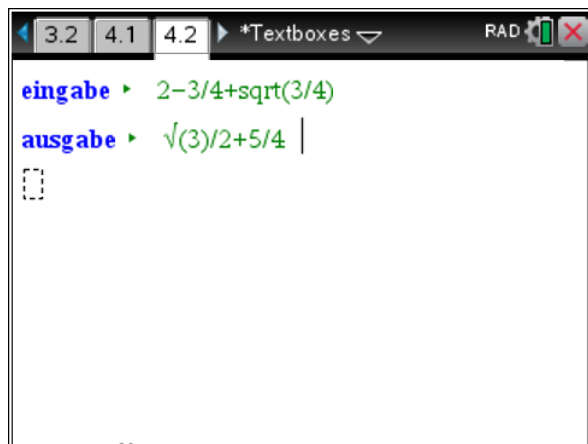 3.2 4.1 4.2 *Textboxes RAD
eingabe ▸ 2−3/4+sqrt(3/4)
ausgabe ▸ √(3)/2+5/4